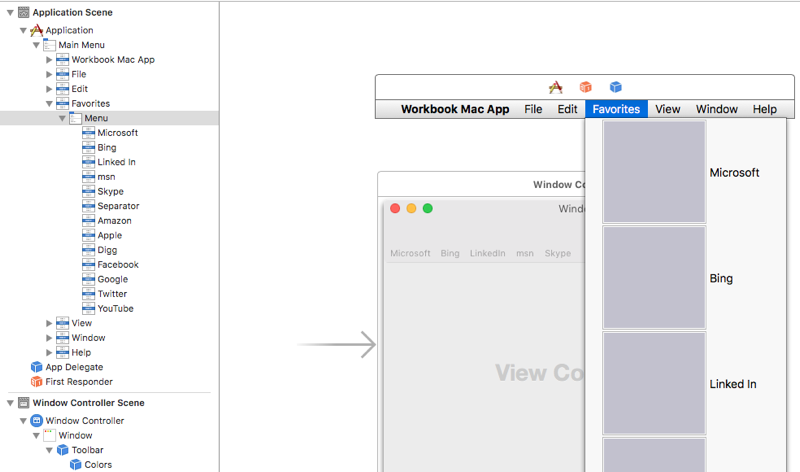 Application Scene
Application
Main Menu
Workbook Mac App
File
Edit
Favorites
Menu
Microsoft
Bing
Linked In
msn
Skype
Separator
Amazon
Apple
Digg
Facebook
Google
Twitter
YouTube
View
Window
Help
App Delegate
First Responder
Window Controller Scene
Window Controller
Window
Toolbar
Colors
Workbook Mac App File Edit Favorites View Window Help
Window Co
Windo
Microsoft Bing LinkedIn msn Skype
View Co
Microsoft
Bing
Linked In